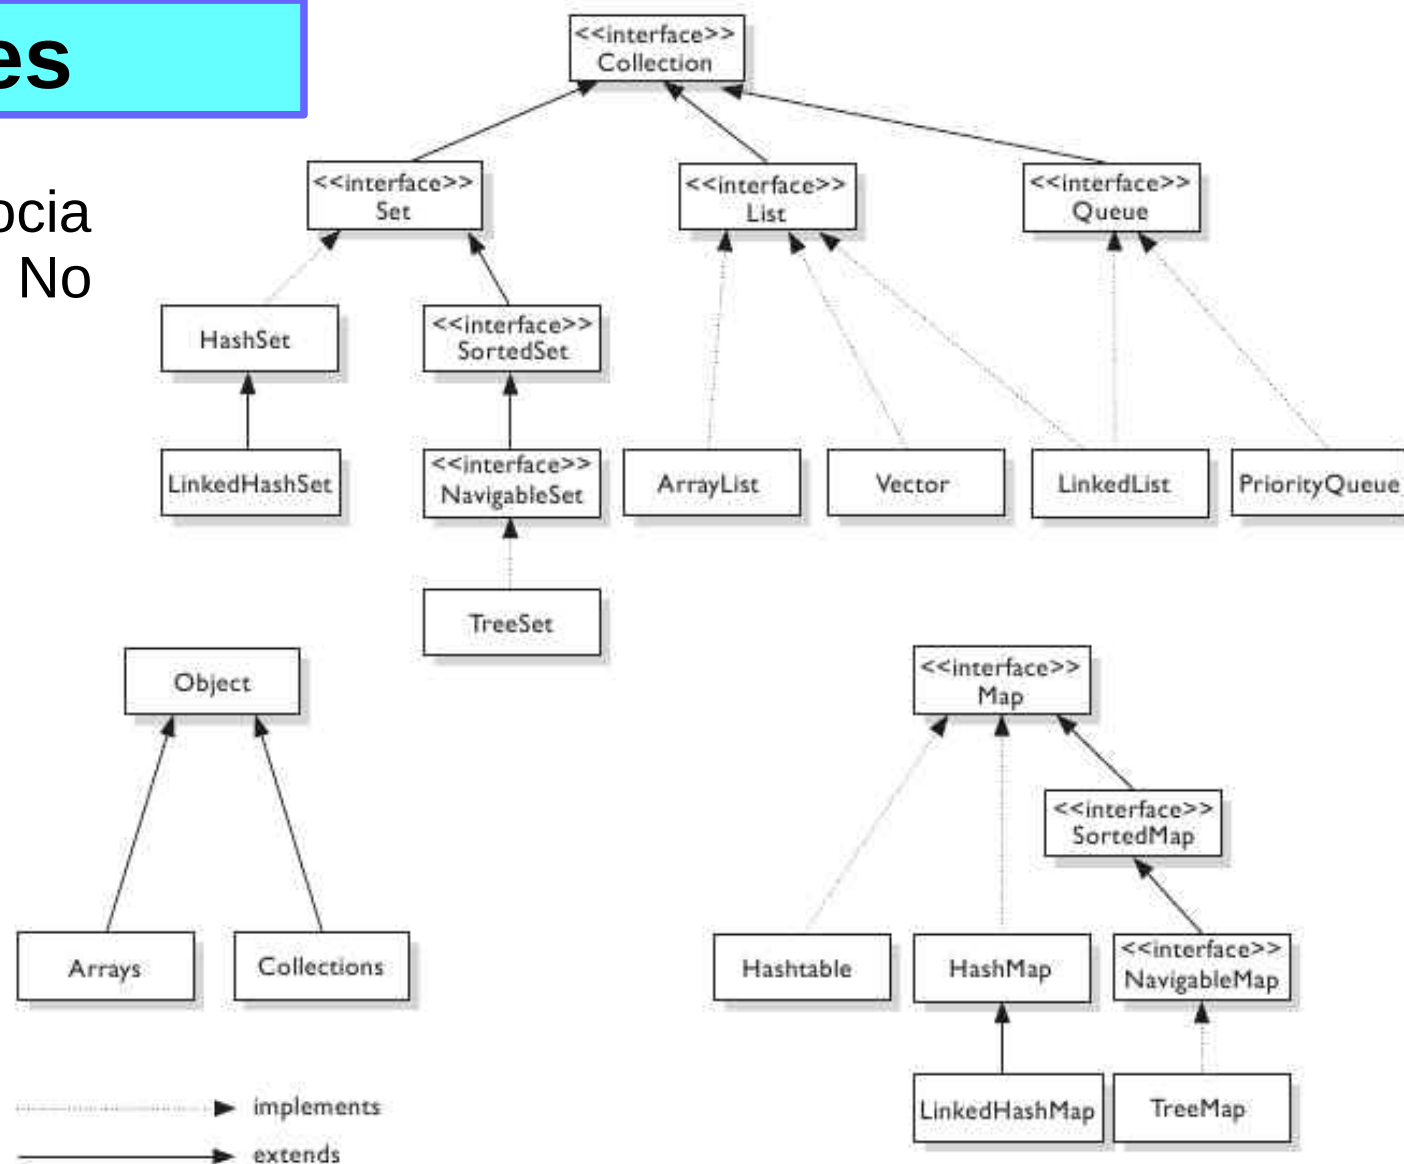 es
ocia
No
<<interface>>
Collection
<<interface>>
Set
<<interface>>
List
<<interface>>
Queue
HashSet
<<interface>>
SortedSet
LinkedHashSet
<<interface>>
NavigableSet
ArrayList
Vector
LinkedList
PriorityQueue
TreeSet
Object
<<interface>>
Map
<<interface>>
SortedMap
Arrays
Collections
Hashtable
HashMap
<<interface>>
NavigableMap
LinkedHashMap
TreeMap
implements
extends